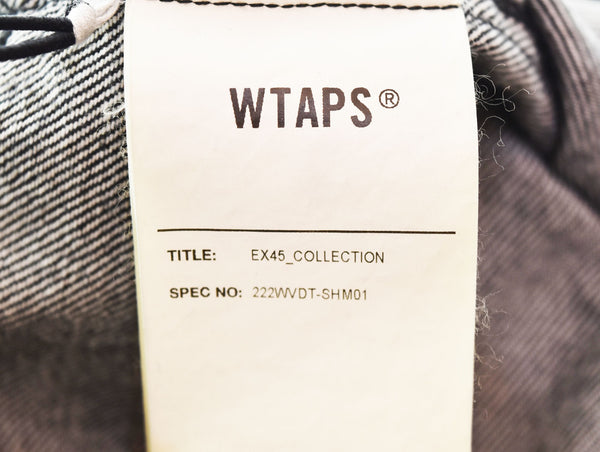 WTAPS®
TITLE: EX45_COLLECTION
SPEC NO: 222WVDT-SHM01